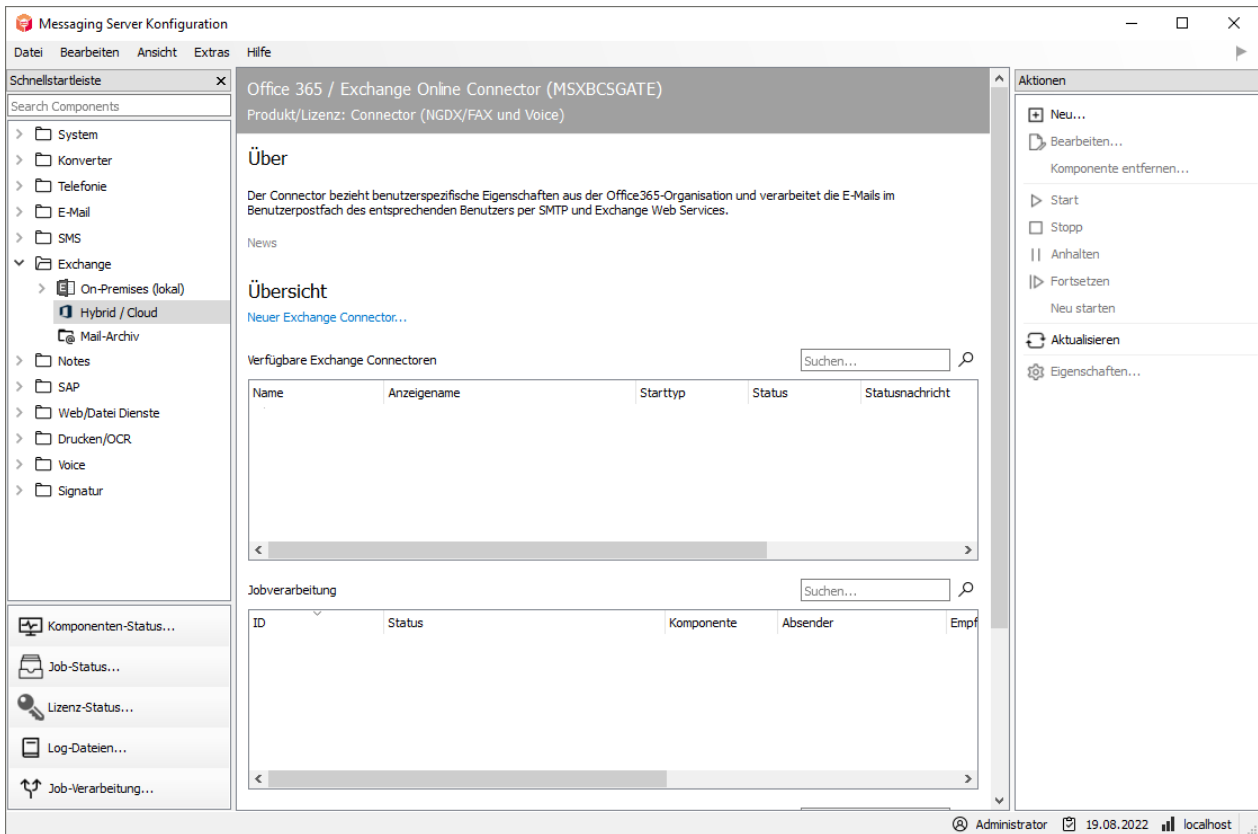 Messaging Server Konfiguration
Datei Bearbeiten Ansicht Extras Hilfe
Schnellstartleiste
Search Components
System
Konverter
Telefonie
E-Mail
SMS
Exchange
On-Premises (lokal)
Hybrid / Cloud
Mail-Archiv
Notes
SAP
Web/Datei Dienste
Drucken/OCR
Voice
Signatur
Komponenten-Status...
Job-Status...
Lizenz-Status...
Log-Dateien...
Job-Verarbeitung...
Office 365 / Exchange Online Connector (MSXBCSGATE)
Produkt/Lizenz: Connector (NGDX/FAX und Voice)
Über
Der Connector bezieht benutzerspezifische Eigenschaften aus der Office365-Organisation und verarbeitet die E-Mails im
Benutzerpostfach des entsprechenden Benutzers per SMTP und Exchange Web Services.
News
Übersicht
Neuer Exchange Connector...
Verfügbare Exchange Connectoren Suchen...
Name Anzeigename Starttyp Status Statusnachricht
Jobverarbeitung Suchen...
ID Status Komponente Absender Empf
Aktionen
Neu...
Bearbeiten...
Komponente entfernen...
Start
Stopp
Anhalten
Fortsetzen
Neu starten
Aktualisieren
Eigenschaften...
Administrator 19.08.2022 localhost